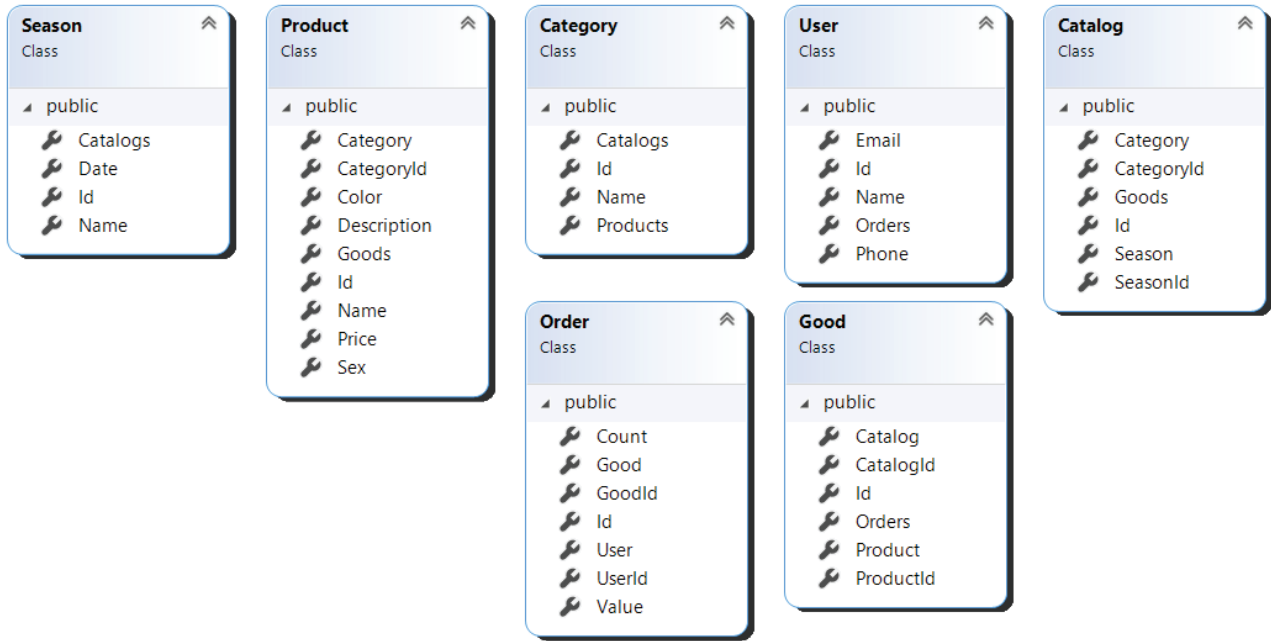 Season
Class
public
Catalogs
Date
Id
Name
Product
Class
public
Category
CategoryId
Color
Description
Goods
Id
Name
Price
Sex
Category
Class
public
Catalogs
Id
Name
Products
User
Class
public
Email
Id
Name
Orders
Phone
Catalog
Class
public
Category
CategoryId
Goods
Id
Season
SeasonId
Order
Class
public
Count
Good
GoodId
Id
User
UserId
Value
Good
Class
public
Catalog
CatalogId
Id
Orders
Product
ProductId